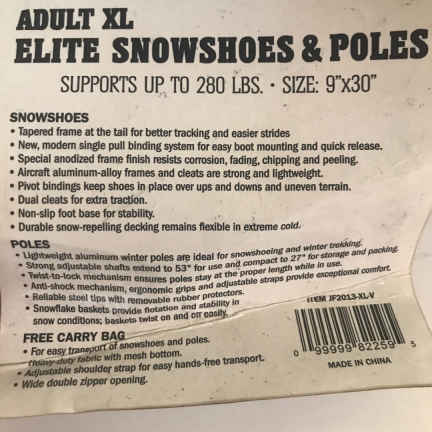 ADULT XL
ELITE SNOWSHOES & POLES
SUPPORTS UP TO 280 LBS. • SIZE: 9"x30"
SNOWSHOES
• Tapered frame at the tail for better tracking and easier strides
• New, modern single pull binding system for easy boot mounting and quick release.
• Special anodized frame finish resists corrosion, fading, chipping and peeling.
• Aircraft aluminum-alloy frames and cleats are strong and lightweight.
• Pivot bindings keep shoes in place over ups and downs and uneven terrain.
• Dual cleats for extra traction.
• Non-slip foot base for stability.
• Durable snow-repelling decking remains flexible in extreme cold.
POLES
• Lightweight aluminum winter poles are ideal for snowshoeing and winter trekking.
• Strong adjustable shafts extend to 53" for use and compact to 27" for storage and packing.
• Twist-to-lock mechanism ensures poles stay at the proper length while in use.
• Anti-shock mechanism, ergonomic grips and adjustable straps provide exceptional comfort.
• Reliable steel tips with removable rubber protectors.
• Snowflake baskets provide flotation and stability in
snow conditions; baskets twist on and off easily.
ITEM JF2013-XL-V
0 99999 82259 5
MADE IN CHINA
FREE CARRY BAG
• For easy transport of snowshoes and poles.
Heavy duty fabric with mesh bottom.
• Adjustable shoulder strap for easy hands-free transport.
• Wide double zipper opening.